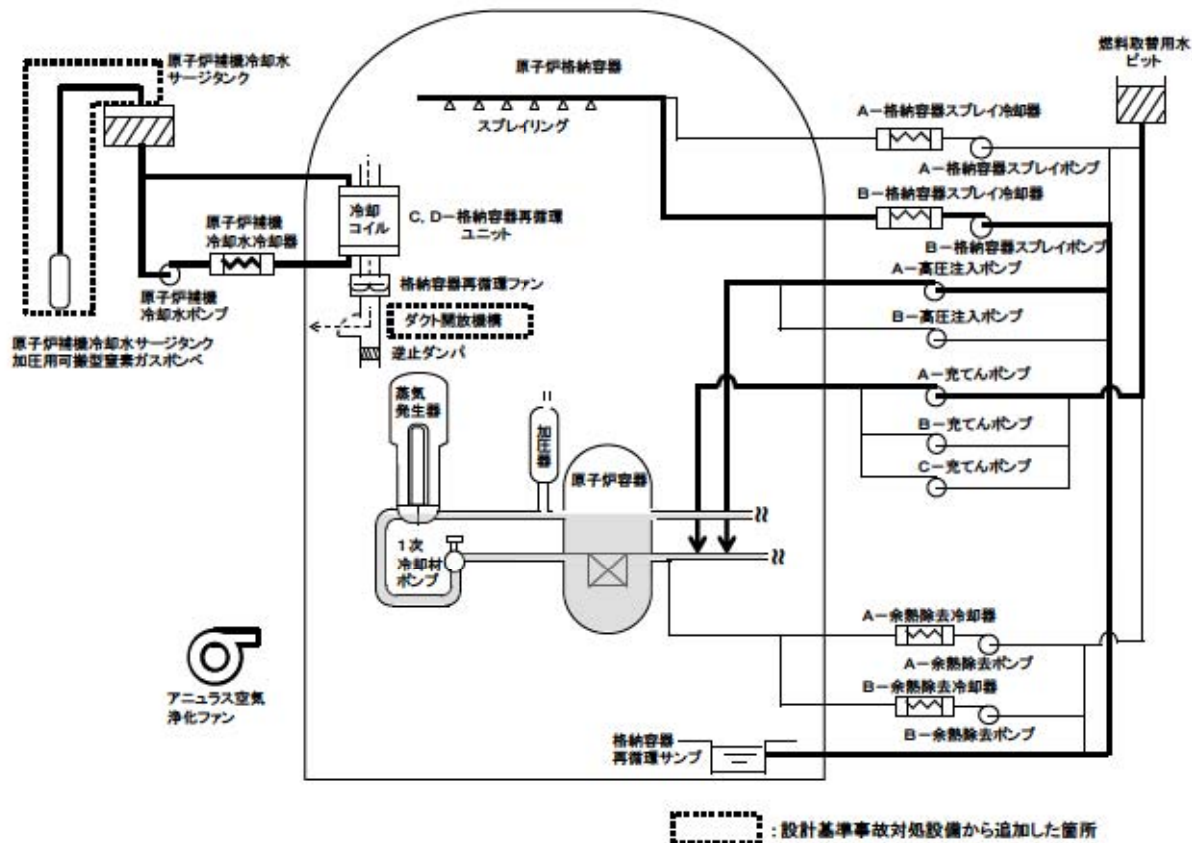 原子炉補機冷却水
サージタンク
原子炉格納容器
燃料取替用水
ピット
スプレイリング
A-格納容器スプレイ冷却器
A-格納容器スプレイポンプ
B-格納容器スプレイ冷却器
B-格納容器スプレイポンプ
冷却
コイル
C, D-格納容器再循環
ユニット
原子炉補機
冷却水冷却器
原子炉補機
冷却水ポンプ
格納容器再循環ファン
ダクト開放機構
逆止ダンパ
原子炉補機冷却水サージタンク
加圧用可搬型窒素ガスボンベ
A-高圧注入ポンプ
B-高圧注入ポンプ
A-充てんポンプ
B-充てんポンプ
C-充てんポンプ
蒸気
発生器
加圧器
原子炉容器
1次
冷却材
ポンプ
アニュラス空気
浄化ファン
A-余熱除去冷却器
A-余熱除去ポンプ
B-余熱除去冷却器
B-余熱除去ポンプ
格納容器
再循環サンプ
:設計基準事故対処設備から追加した箇所